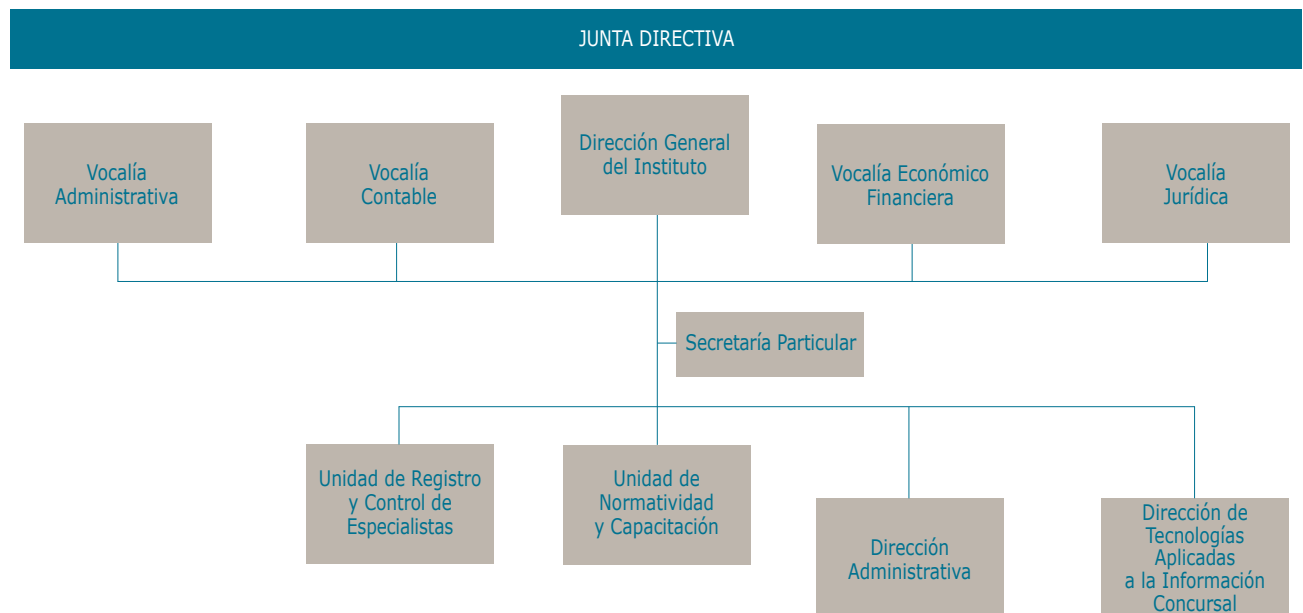 JUNTA DIRECTIVA
Vocalía
Administrativa
Vocalía
Contable
Dirección General
del Instituto
Vocalía Económico
Financiera
Vocalía
Jurídica
Secretaría Particular
Unidad de Registro
y Control de
Especialistas
Unidad de
Normatividad
y Capacitación
Dirección
Administrativa
Dirección de
Tecnologías
Aplicadas
a la Información
Concursal